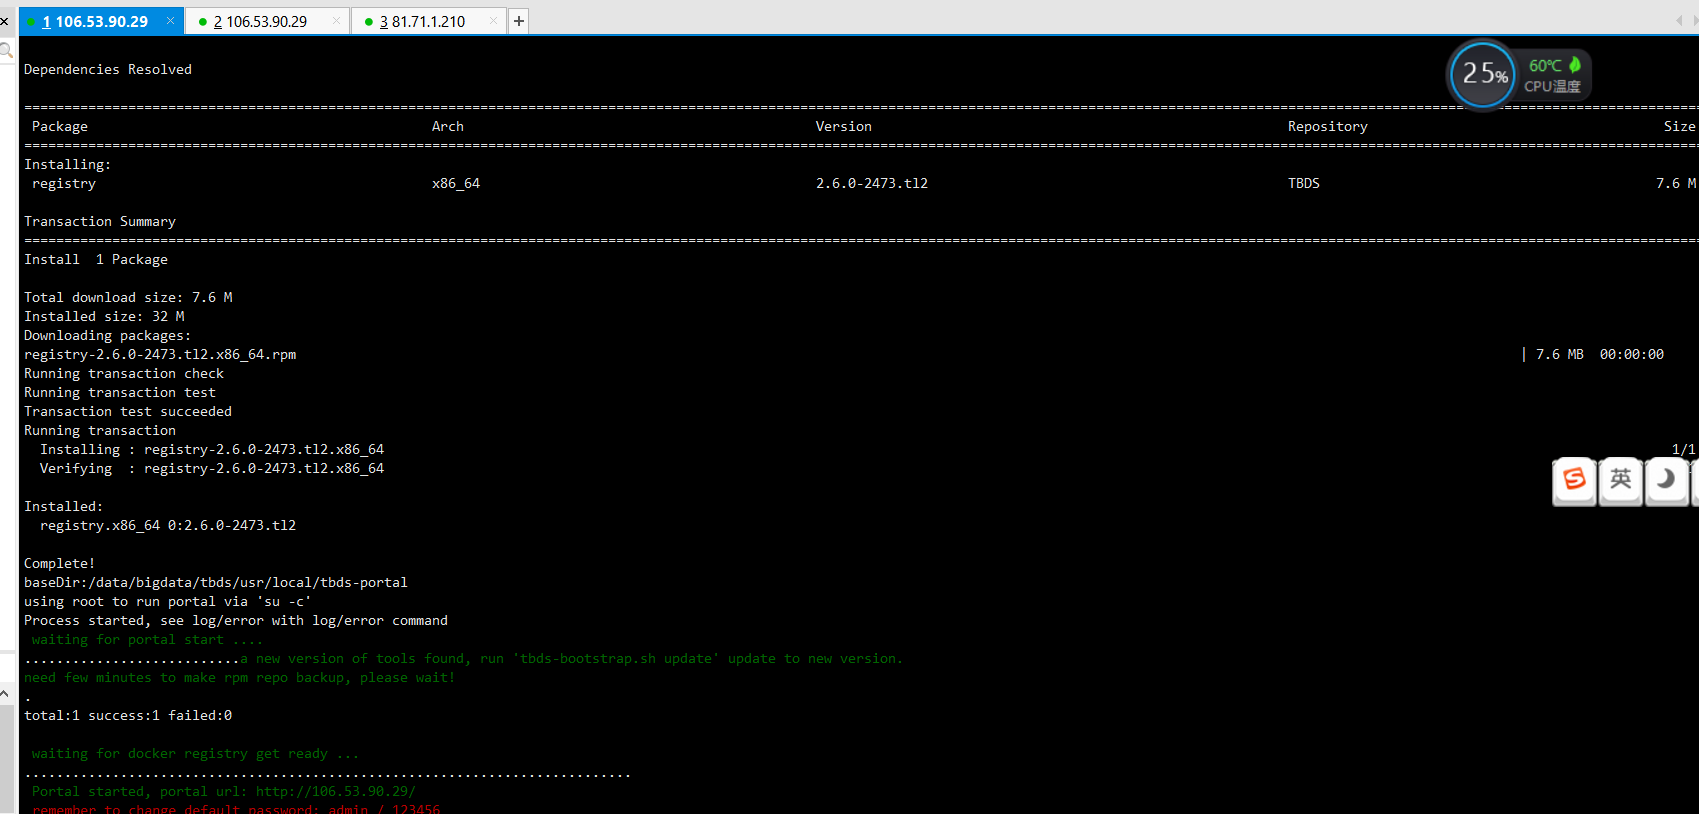 1 106.53.90.29
2 106.53.90.29
3 81.71.1.210
Dependencies Resolved
25%
60℃
CPU温度
================================================================================
Package Arch Version Repository Size
================================================================================
Installing:
registry x86_64 2.6.0-2473.tl2 TBDS 7.6 M
Transaction Summary
================================================================================
Install 1 Package
Total download size: 7.6 M
Installed size: 32 M
Downloading packages:
registry-2.6.0-2473.tl2.x86_64.rpm | 7.6 MB 00:00:00
Running transaction check
Running transaction test
Transaction test succeeded
Running transaction
Installing : registry-2.6.0-2473.tl2.x86_64 1/1
Verifying : registry-2.6.0-2473.tl2.x86_64
英
Installed:
registry.x86_64 0:2.6.0-2473.tl2
Complete!
baseDir:/data/bigdata/tbds/usr/local/tbds-portal
using root to run portal via 'su -c'
Process started, see log/error with log/error command
waiting for portal start ....
...........................a new version of tools found, run 'tbds-bootstrap.sh update' update to new version.
need few minutes to make rpm repo backup, please wait!
.
total:1 success:1 failed:0
waiting for docker registry get ready ...
............................................................................
Portal started, portal url: http://106.53.90.29/
remember to change default password: admin / 123456